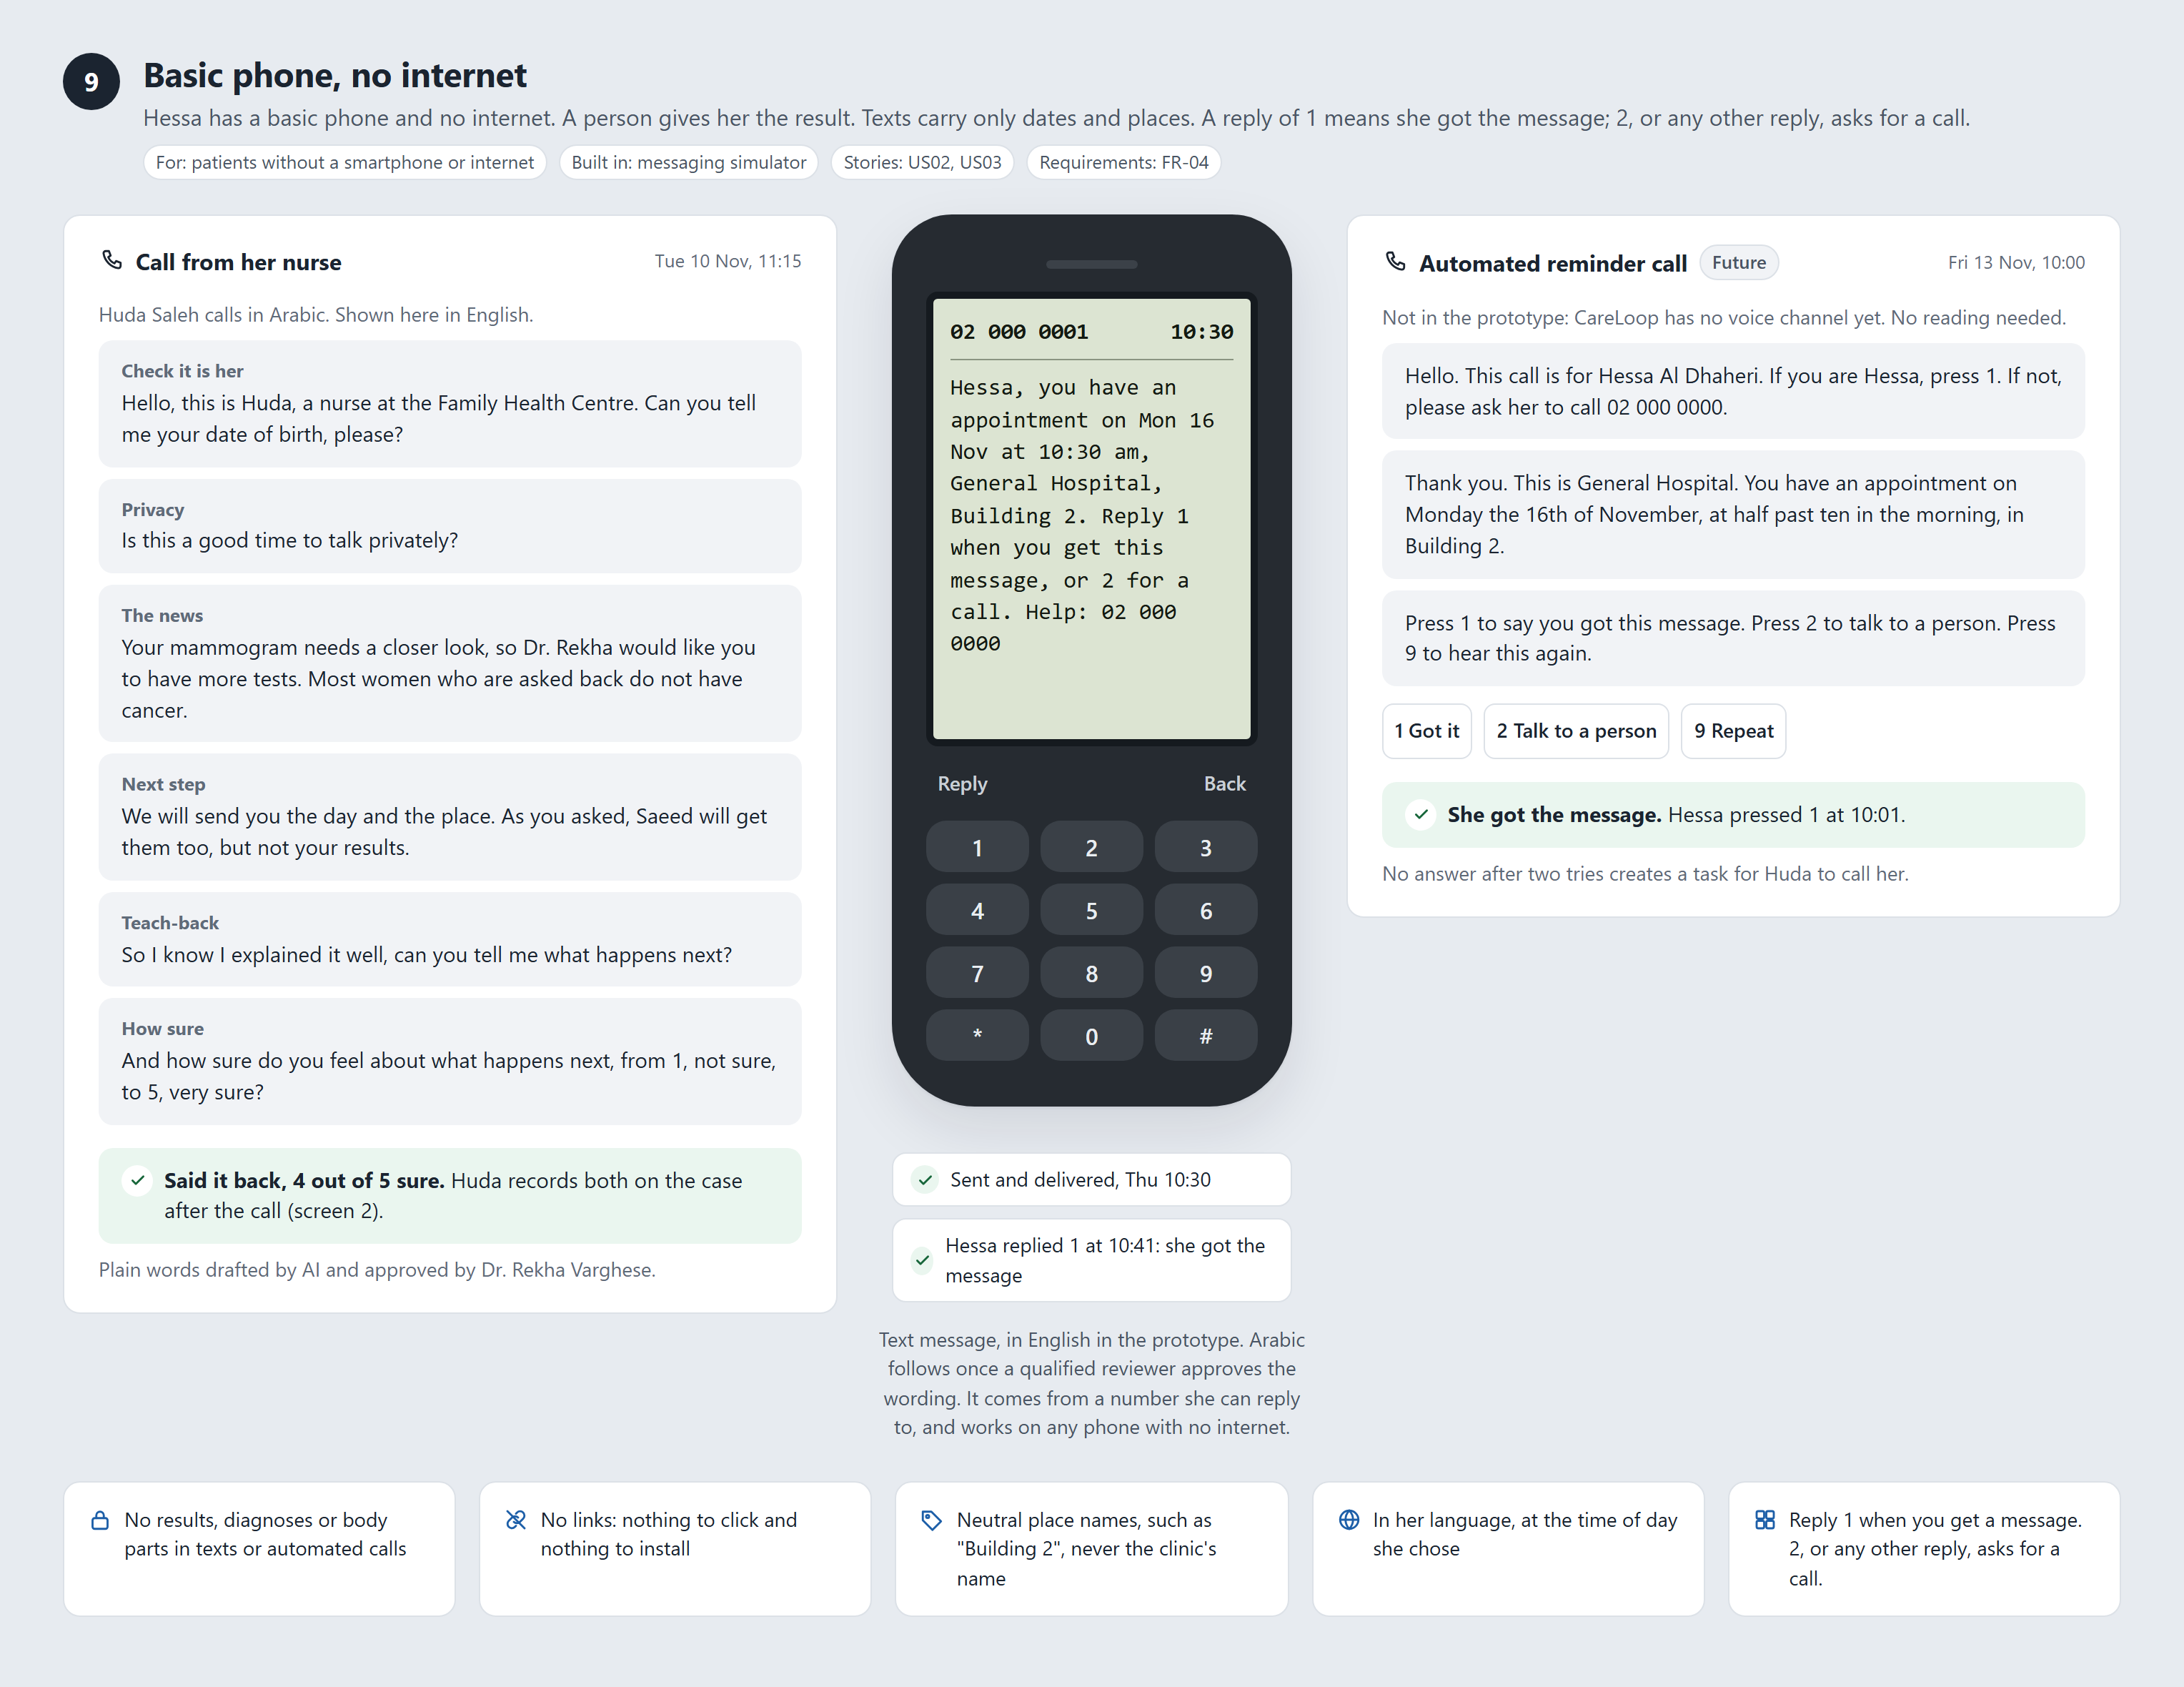 9
Basic phone, no internet
Hessa has a basic phone and no internet. A person gives her the result. Texts carry only dates and places. A reply of 1 means she got the message; 2, or any other reply, asks for a call.
For: patients without a smartphone or internet
Built in: messaging simulator
Stories: US02, US03
Requirements: FR-04
Call from her nurse
Tue 10 Nov, 11:15
Huda Saleh calls in Arabic. Shown here in English.
Check it is her
Hello, this is Huda, a nurse at the Family Health Centre. Can you tell
me your date of birth, please?
Privacy
Is this a good time to talk privately?
The news
Your mammogram needs a closer look, so Dr. Rekha would like you
to have more tests. Most women who are asked back do not have
cancer.
Next step
We will send you the day and the place. As you asked, Saeed will get
them too, but not your results.
Teach-back
So I know I explained it well, can you tell me what happens next?
How sure
And how sure do you feel about what happens next, from 1, not sure,
to 5, very sure?
Said it back, 4 out of 5 sure. Huda records both on the case
after the call (screen 2).
Plain words drafted by AI and approved by Dr. Rekha Varghese.
02 000 0001
10:30
Hessa, you have an
appointment on Mon 16
Nov at 10:30 am,
General Hospital,
Building 2. Reply 1
when you get this
message, or 2 for a
call. Help: 02 000
0000
Reply
Back
1
2
3
4
5
6
7
8
9
*
0
#
Sent and delivered, Thu 10:30
Hessa replied 1 at 10:41: she got the
message
Text message, in English in the prototype. Arabic
follows once a qualified reviewer approves the
wording. It comes from a number she can reply
to, and works on any phone with no internet.
Automated reminder call
Future
Fri 13 Nov, 10:00
Not in the prototype: CareLoop has no voice channel yet. No reading needed.
Hello. This call is for Hessa Al Dhaheri. If you are Hessa, press 1. If not,
please ask her to call 02 000 0000.
Thank you. This is General Hospital. You have an appointment on
Monday the 16th of November, at half past ten in the morning, in
Building 2.
Press 1 to say you got this message. Press 2 to talk to a person. Press
9 to hear this again.
1 Got it
2 Talk to a person
9 Repeat
She got the message. Hessa pressed 1 at 10:01.
No answer after two tries creates a task for Huda to call her.
No results, diagnoses or body
parts in texts or automated calls
No links: nothing to click and
nothing to install
Neutral place names, such as
"Building 2", never the clinic's
name
In her language, at the time of day
she chose
Reply 1 when you get a message.
2, or any other reply, asks for a
call.